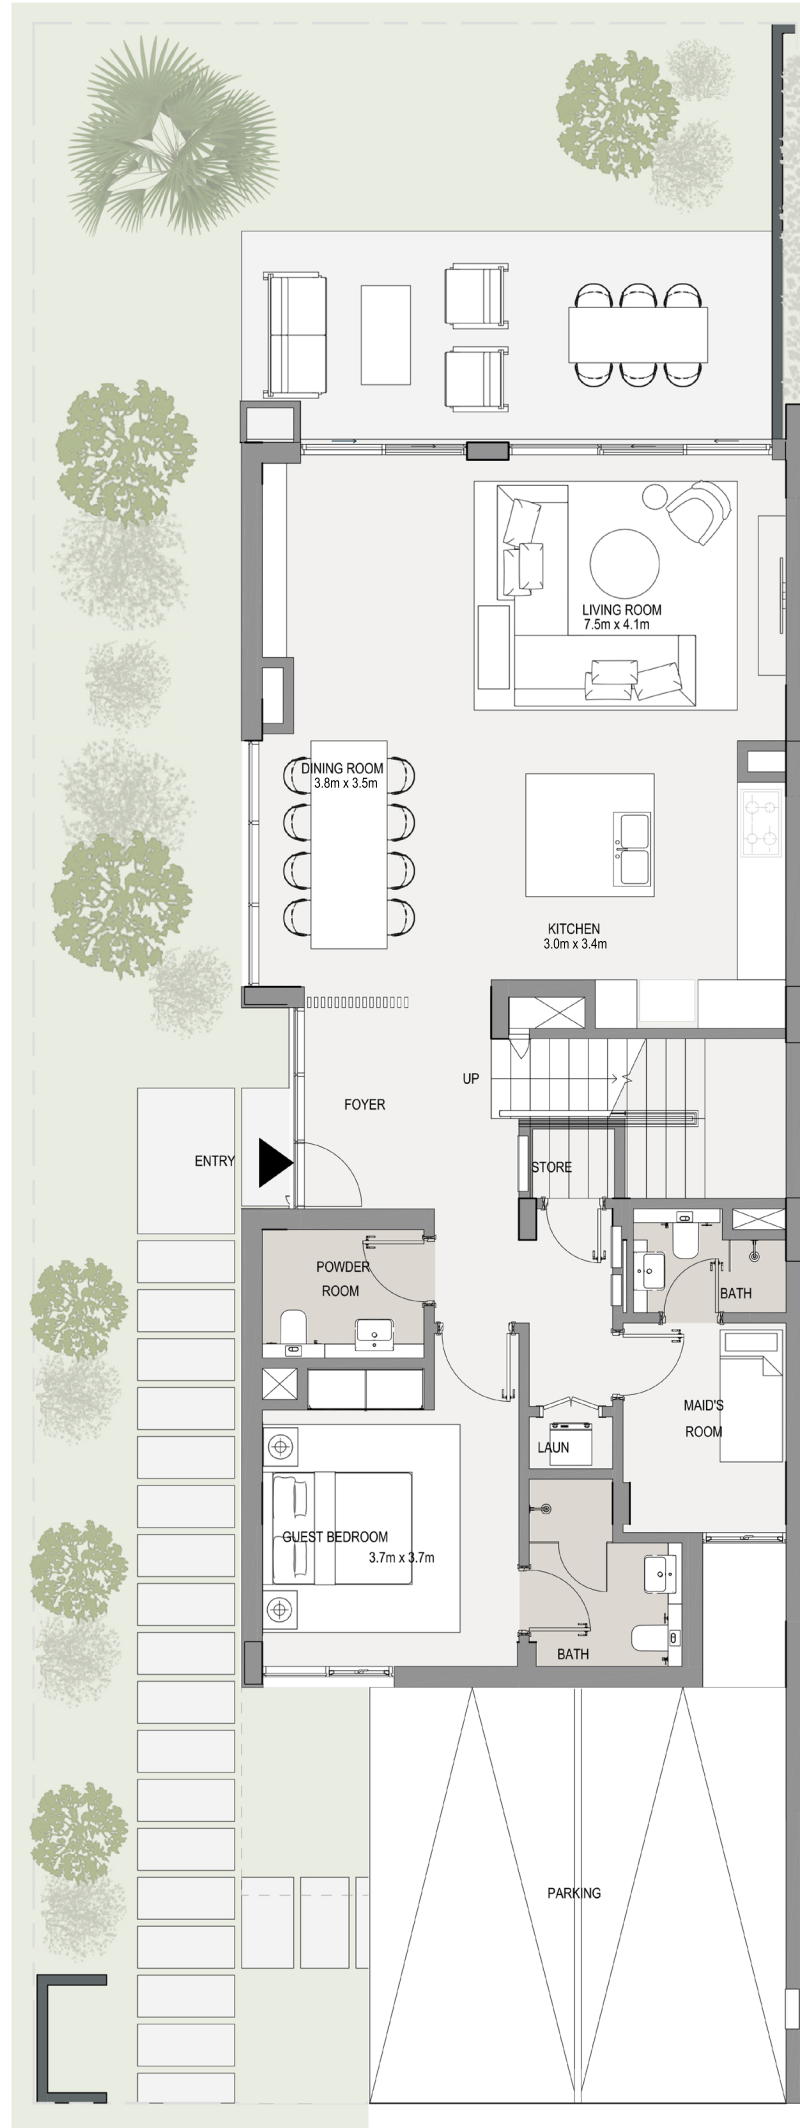 LIVING ROOM
7.5m x 4.1m
DINING ROOM
3.8m x 3.5m
KITCHEN
3.0m x 3.4m
UP
FOYER
ENTRY
STORE
POWDER
ROOM
BATH
MAID'S
ROOM
LAUN
GUEST BEDROOM
3.7m x 3.7m
BATH
PARKING